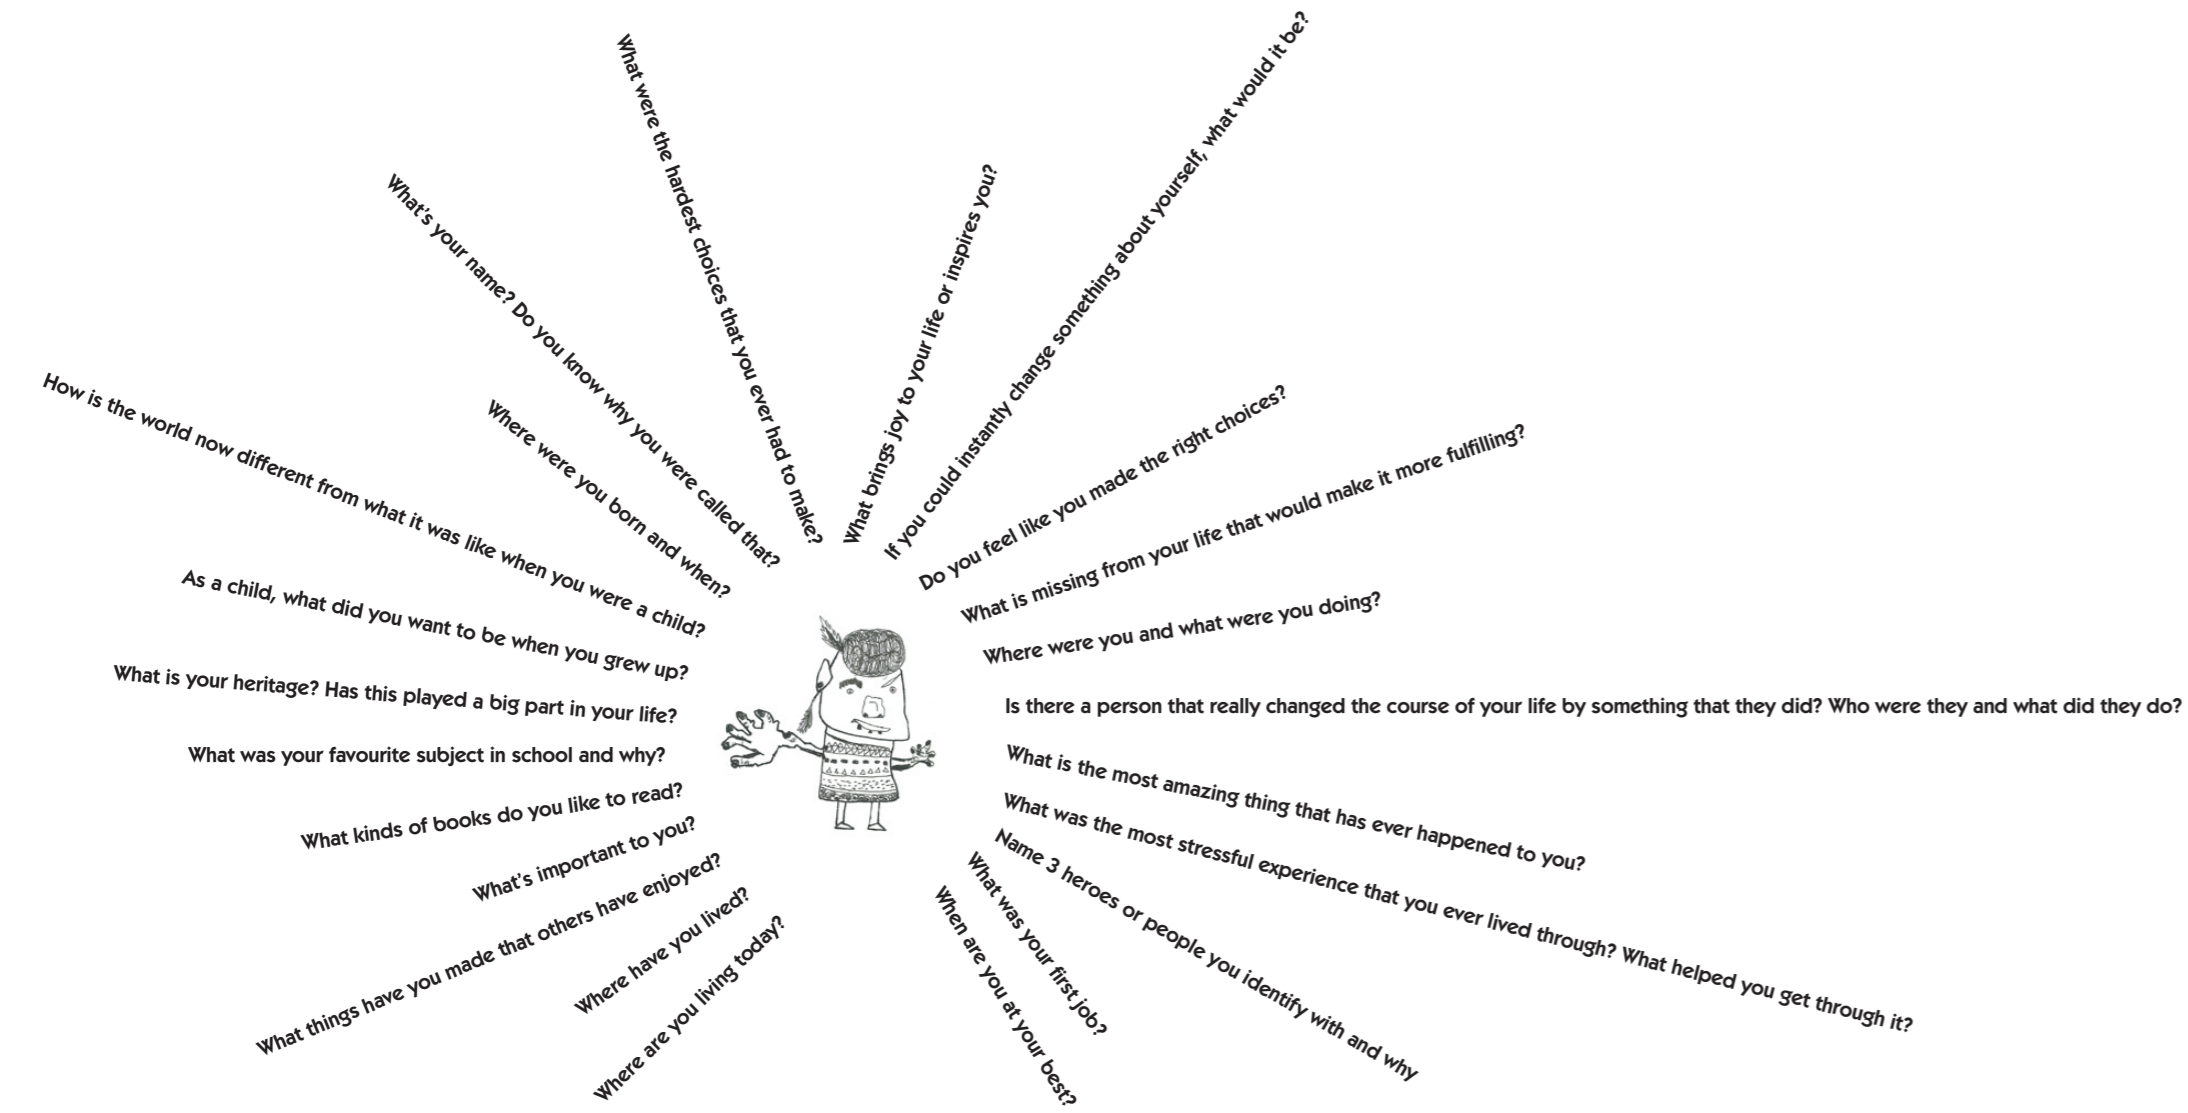 What were the hardest choices that you ever had to make?
What brings joy to your life or inspires you?
If you could instantly change something about yourself, what would it be?
Do you feel like you made the right choices?
What is missing from your life that would make it more fulfilling?
Where were you and what were you doing?
Is there a person that really changed the course of your life by something that they did? Who were they and what did they do?
What is the most amazing thing that has ever happened to you?
What was the most stressful experience that you ever lived through? What helped you get through it?
Name 3 heroes or people you identify with and why
What was your first job?
When are you at your best?
Where are you living today?
Where have you lived?
What things have you made that others have enjoyed?
What's important to you?
What kinds of books do you like to read?
What was your favourite subject in school and why?
What is your heritage? Has this played a big part in your life?
As a child, what did you want to be when you grew up?
How is the world now different from what it was like when you were a child?
Where were you born and when?
What's your name? Do you know why you were called that?